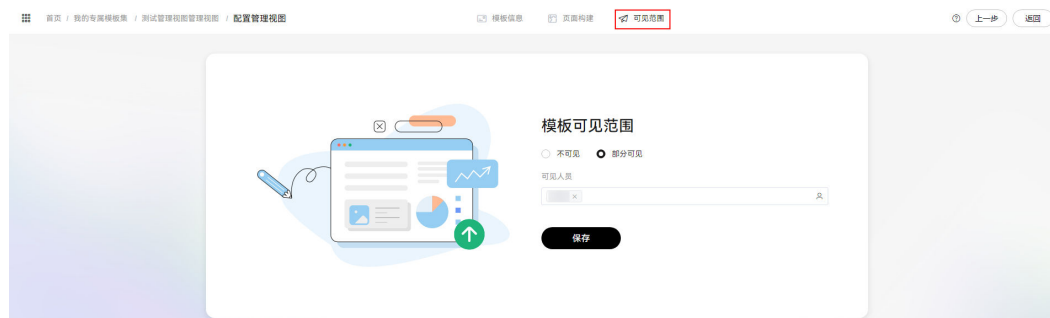 首页 / 我的专属模板集 / 测试管理视图管理视图 / 配置管理视图
模板信息
页面构建
可见范围
上一步
返回
模板可见范围
不可见
部分可见
可见人员
保存